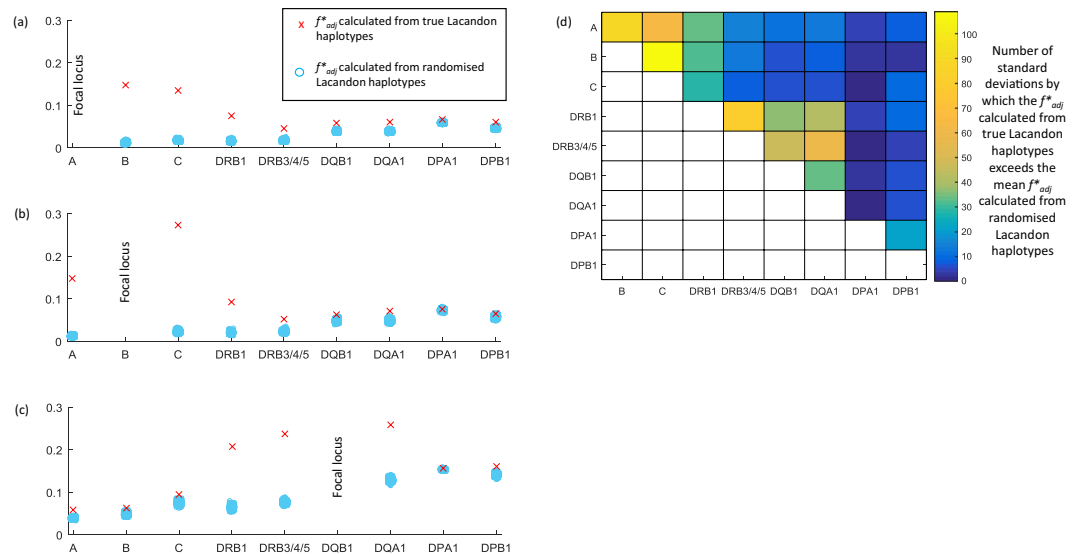 (a)
f*adj calculated from true Lacandon
haplotypes
f*adj calculated from randomised
Lacandon haplotypes
0.3
0.2
0.1
0
Focal locus
A B C DRB1 DRB3/4/5 DQB1 DQA1 DPA1 DPB1
(b)
0.3
0.2
0.1
0
Focal locus
A B C DRB1 DRB3/4/5 DQB1 DQA1 DPA1 DPB1
(c)
0.3
0.2
0.1
0
Focal locus
A B C DRB1 DRB3/4/5 DQB1 DQA1 DPA1 DPB1
(d)
A
B
C
DRB1
DRB3/4/5
DQB1
DQA1
DPA1
DPB1
B C DRB1 DRB3/4/5 DQB1 DQA1 DPA1 DPB1
100
90
80
70
60
50
40
30
20
10
0
Number of
standard
deviations by
which the f*adj
calculated from
true Lacandon
haplotypes
exceeds the
mean f*adj
calculated from
randomised
Lacandon
haplotypes